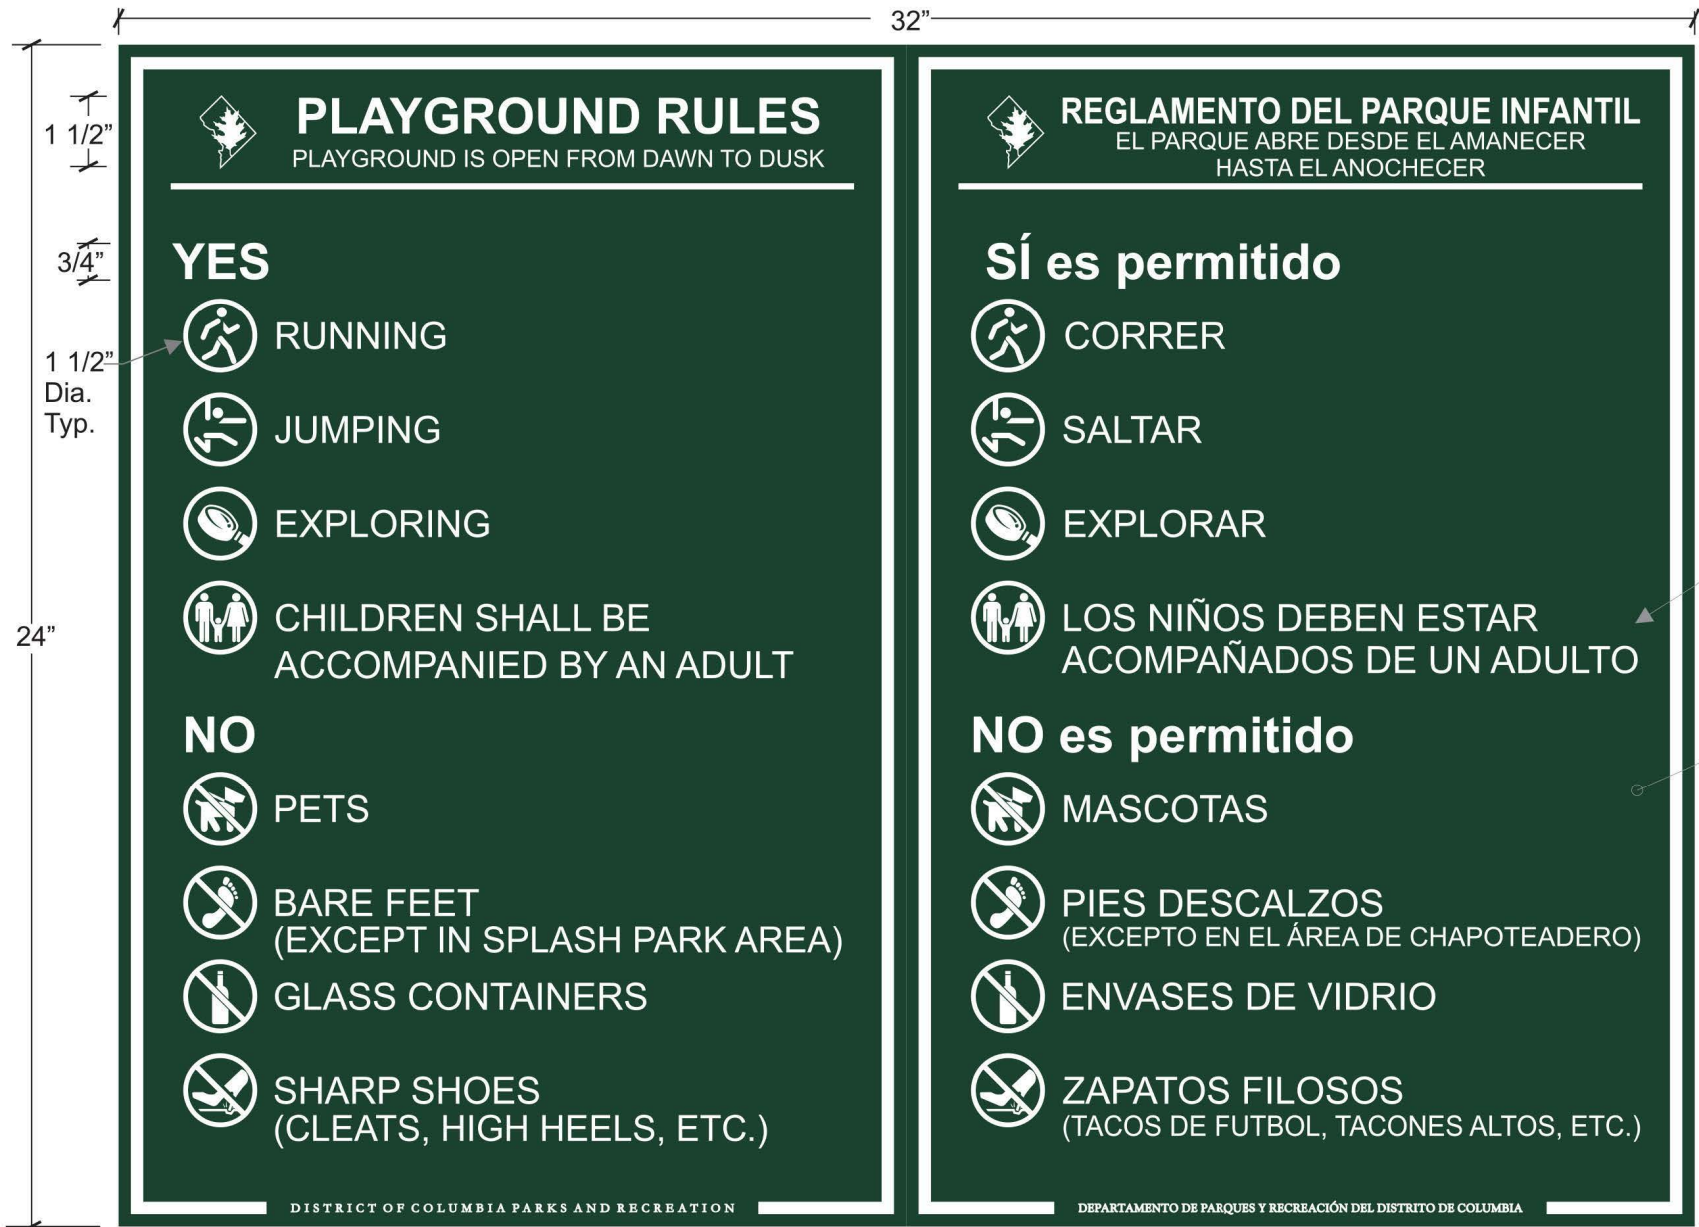 32”
1 1/2”
3/4”
1 1/2”
Dia.
Typ.
24”
PLAYGROUND RULES
PLAYGROUND IS OPEN FROM DAWN TO DUSK
YES
RUNNING
JUMPING
EXPLORING
CHILDREN SHALL BE
ACCOMPANIED BY AN ADULT
NO
PETS
BARE FEET
(EXCEPT IN SPLASH PARK AREA)
GLASS CONTAINERS
SHARP SHOES
(CLEATS, HIGH HEELS, ETC.)
DISTRICT OF COLUMBIA PARKS AND RECREATION
REGLAMENTO DEL PARQUE INFANTIL
EL PARQUE ABRE DESDE EL AMANECER
HASTA EL ANOCHECER
SÍ es permitido
CORRER
SALTAR
EXPLORAR
LOS NIÑOS DEBEN ESTAR
ACOMPAÑADOS DE UN ADULTO
NO es permitido
MASCOTAS
PIES DESCALZOS
(EXCEPTO EN EL ÁREA DE CHAPOTEADERO)
ENVASES DE VIDRIO
ZAPATOS FILOSOS
(TACOS DE FUTBOL, TACONES ALTOS, ETC.)
DEPARTAMENTO DE PARQUES Y RECREACIÓN DEL DISTRITO DE COLUMBIA